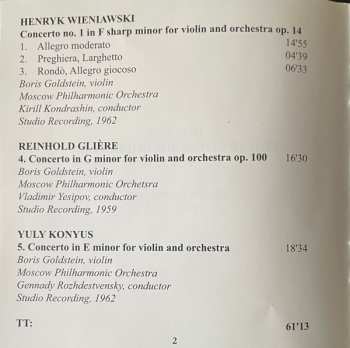 HENRYK WIENIAWSKI
Concerto no. 1 in F sharp minor for violin and orchestra op. 14
1. Allegro moderato 14'55
2. Preghiera, Larghetto 04'39
3. Rondò, Allegro giocoso 06'33
Boris Goldstein, violin
Moscow Philharmonic Orchestra
Kirill Kondrashin, conductor
Studio Recording, 1962
REINHOLD GLIÈRE
4. Concerto in G minor for violin and orchestra op. 100 16'30
Boris Goldstein, violin
Moscow Philharmonic Orchetsra
Vladimir Yesipov, conductor
Studio Recording, 1959
YULY KONYUS
5. Concerto in E minor for violin and orchestra 18'34
Boris Goldstein, violin
Moscow Philharmonic Orchestra
Gennady Rozhdestvensky, conductor
Studio Recording, 1962
TT: 61'13
2